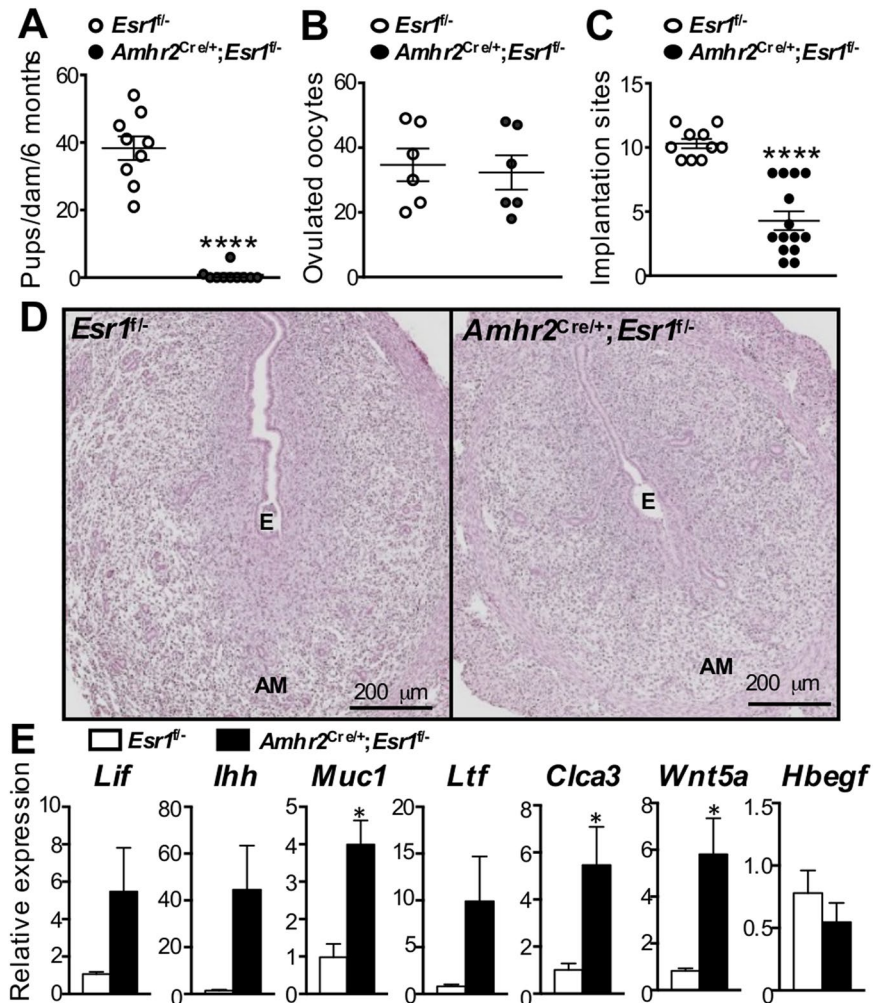 A
Esr1f/-
Amhr2Cre/+;Esr1f/-
Pups/dam/6 months
60
40
20
0
****
B
Esr1f/-
Amhr2Cre/+;Esr1f/-
Ovulated oocytes
60
40
20
0
C
Esr1f/-
Amhr2Cre/+;Esr1f/-
Implantation sites
15
10
5
0
****
D
Esr1f/-
E
AM
200 μm
Amhr2Cre/+;Esr1f/-
E
AM
200 μm
E
Esr1f/-
Amhr2Cre/+;Esr1f/-
Relative expression
Lif
10
8
6
4
2
0
Ihh
80
60
40
20
0
Muc1
5
4
3
2
1
0
*
Ltf
20
15
10
5
0
Clca3
8
6
4
2
0
*
Wnt5a
8
6
4
2
0
*
Hbegf
1.5
1.0
0.5
0